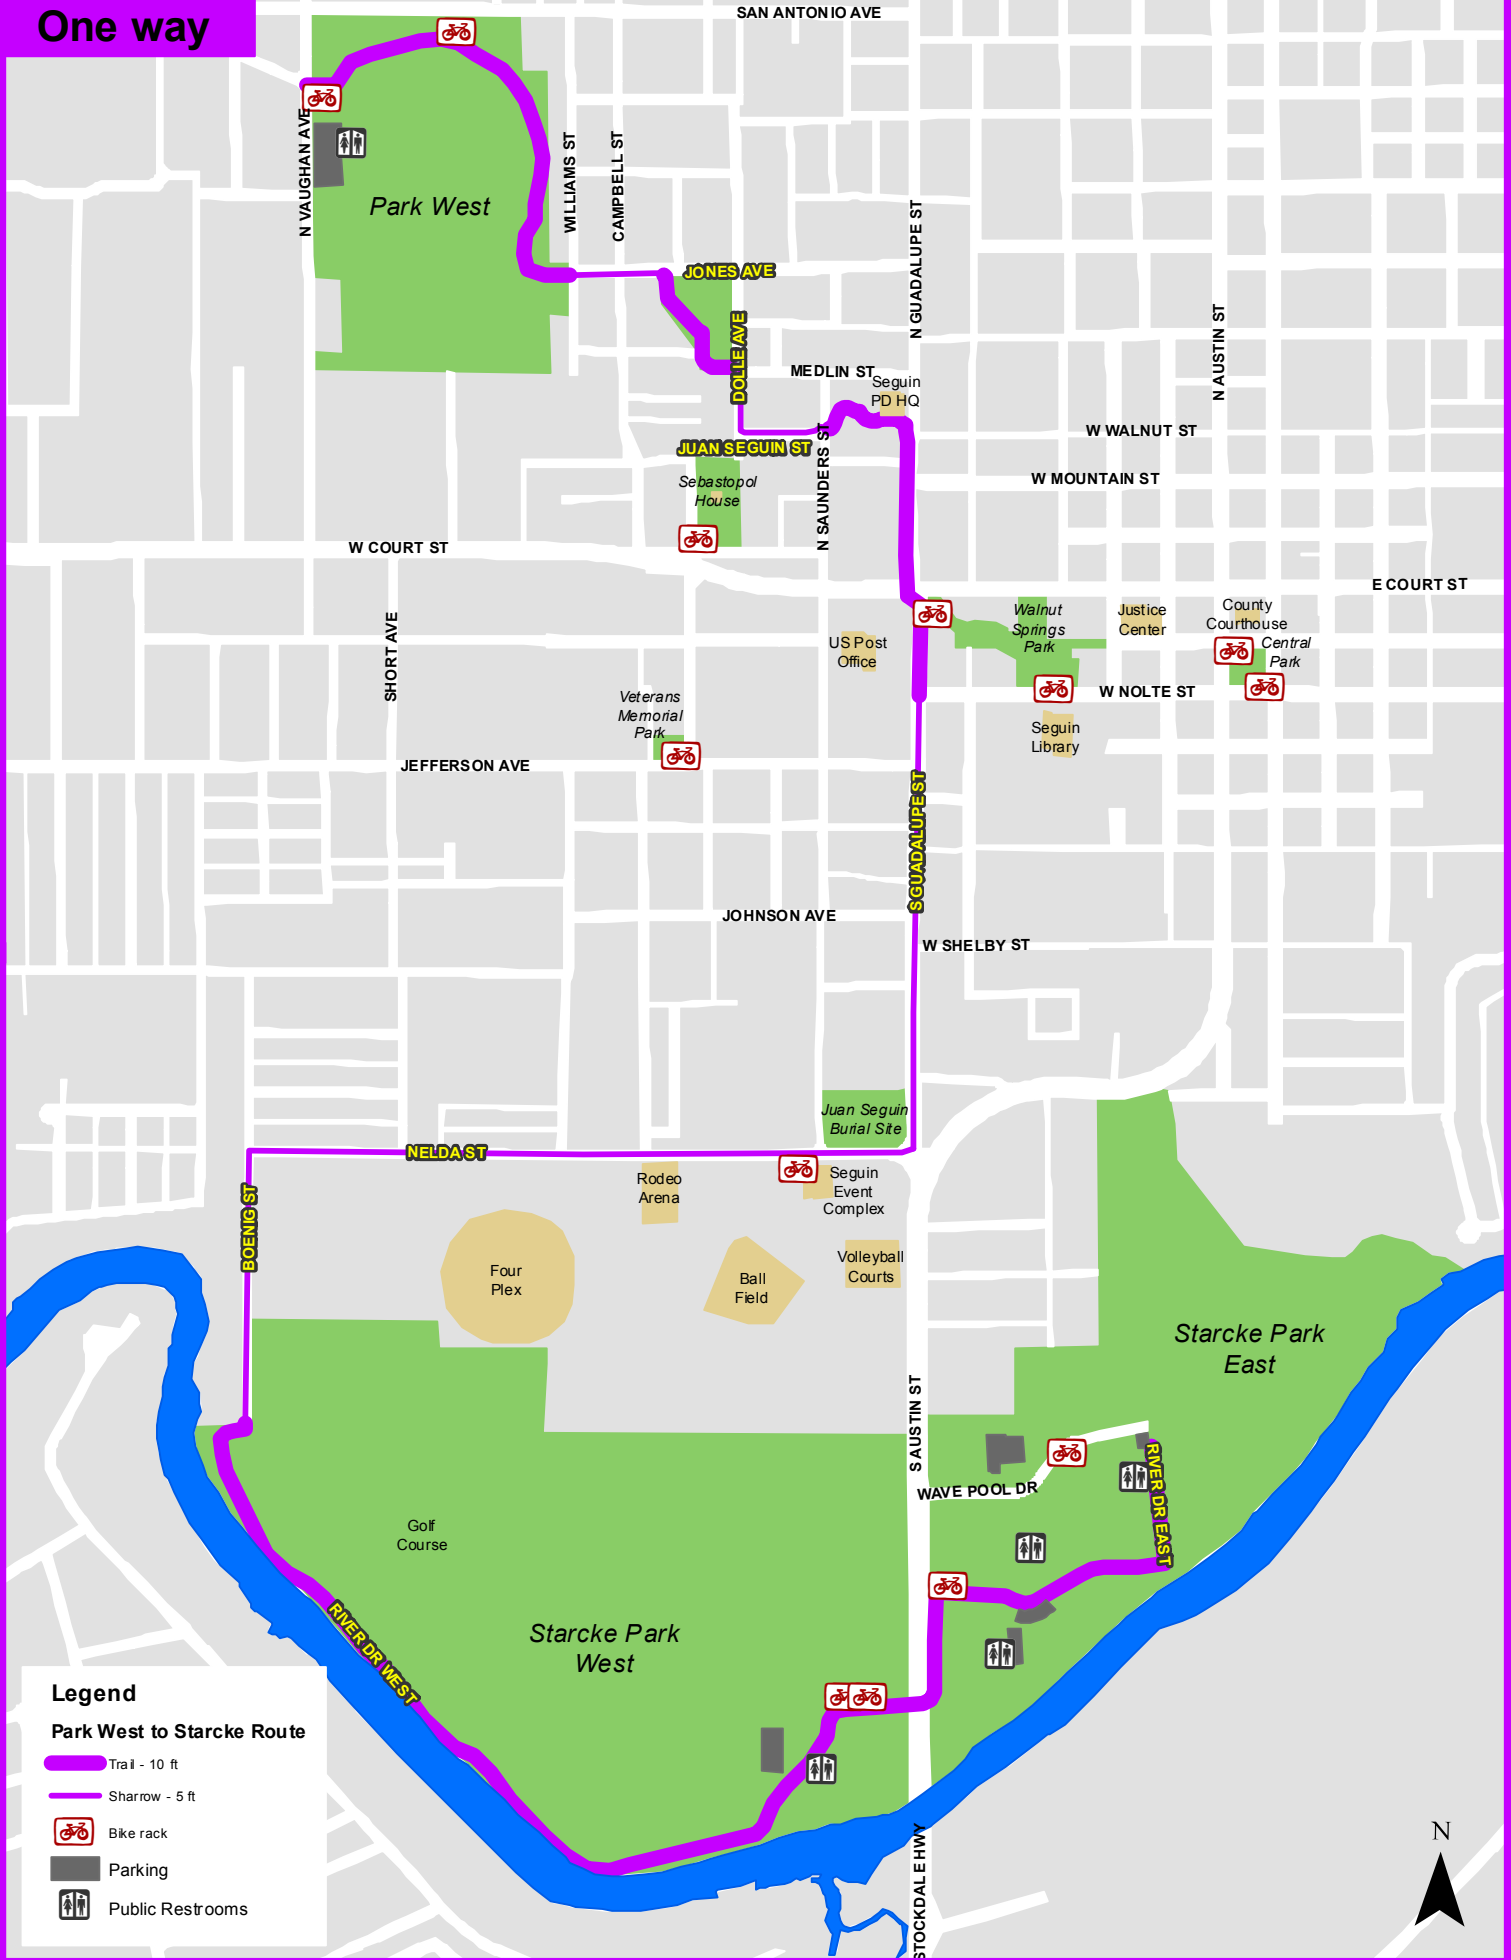 One way
SAN ANTONIO AVE
N VAUGHAN AVE
WILLIAMS ST
CAMPBELL ST
Park West
N GUADALUPE ST
JONES AVE
DOLLE AVE
N AUSTIN ST
MEDLIN ST
Seguin
PD HQ
W WALNUT ST
JUAN SEGUIN ST
N SAUNDERS ST
W MOUNTAIN ST
Sebastopol
House
W COURT ST
E COURT ST
SHORT AVE
Walnut
Springs
Park
Justice
Center
County
Courthouse
Central
Park
US Post
Office
Veterans
Memorial
Park
W NOLTE ST
Seguin
Library
JEFFERSON AVE
S GUADALUPE ST
JOHNSON AVE
W SHELBY ST
Juan Seguin
Burial Site
NELDA ST
BOENIG ST
Rodeo
Arena
Seguin
Event
Complex
Four
Plex
Ball
Field
Volleyball
Courts
Starcke Park
East
S AUSTIN ST
WAVE POOL DR
RIVER DR EAST
Golf
Course
RIVER DR WEST
Starcke Park
West
Legend
Park West to Starcke Route
Trail - 10 ft
Sharrow - 5 ft
Bike rack
Parking
Public Restrooms
STOCKDALE HWY
N